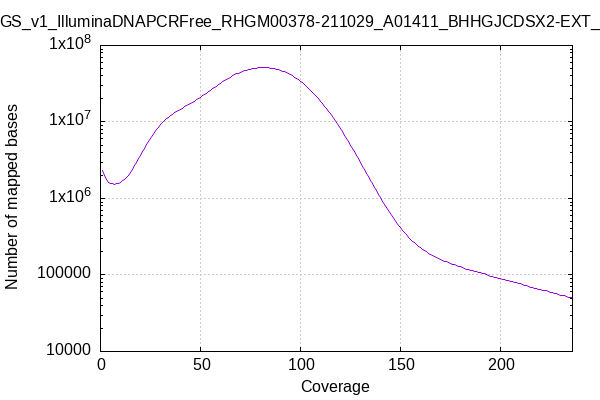 GS_v1_IlluminaDNAPCRFree_RHGM00378-211029_A01411_BHHGJCDSX2-EXT_
1x10^8
1x10^7
1x10^6
100000
10000
Number of mapped bases
0 50 100 150 200
Coverage